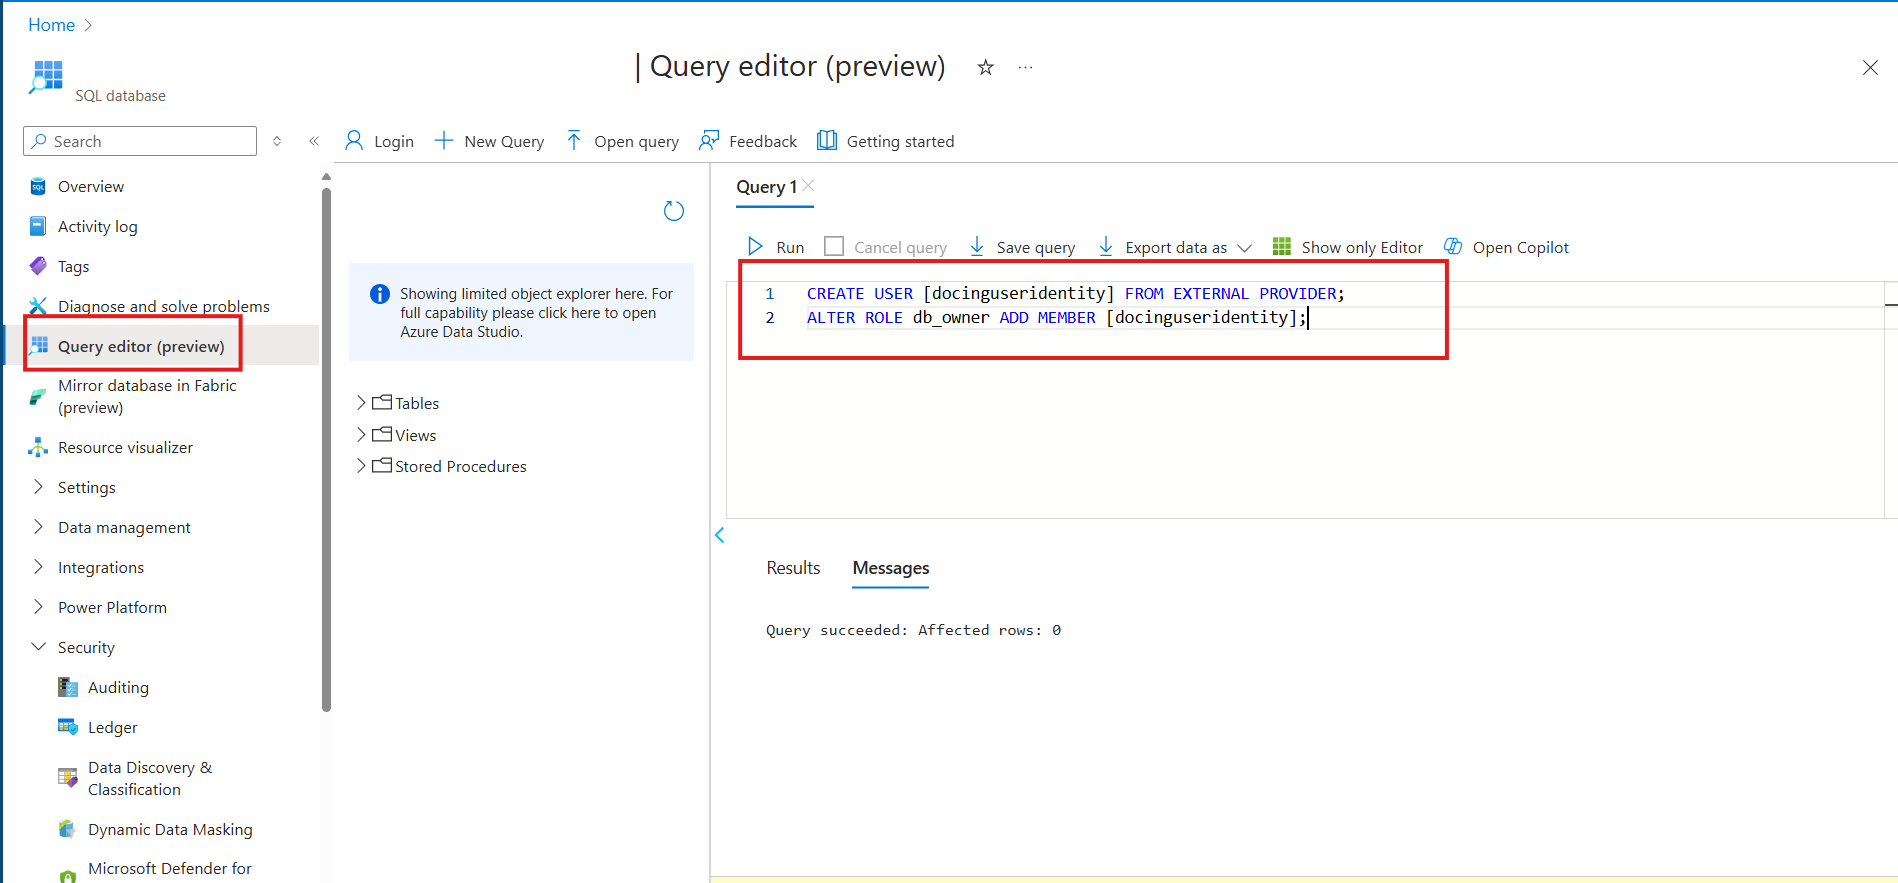 Home
| Query editor (preview)
SQL database
Search
Login
New Query
Open query
Feedback
Getting started
Overview
Activity log
Tags
Diagnose and solve problems
Query editor (preview)
Mirror database in Fabric
(preview)
Resource visualizer
Settings
Data management
Integrations
Power Platform
Security
Auditing
Ledger
Data Discovery &
Classification
Dynamic Data Masking
Microsoft Defender for
Showing limited object explorer here. For
full capability please click here to open
Azure Data Studio.
Tables
Views
Stored Procedures
Query 1
Run
Cancel query
Save query
Export data as
Show only Editor
Open Copilot
1 CREATE USER [docinguseridentity] FROM EXTERNAL PROVIDER;
2 ALTER ROLE db_owner ADD MEMBER [docinguseridentity];
Results
Messages
Query succeeded: Affected rows: 0